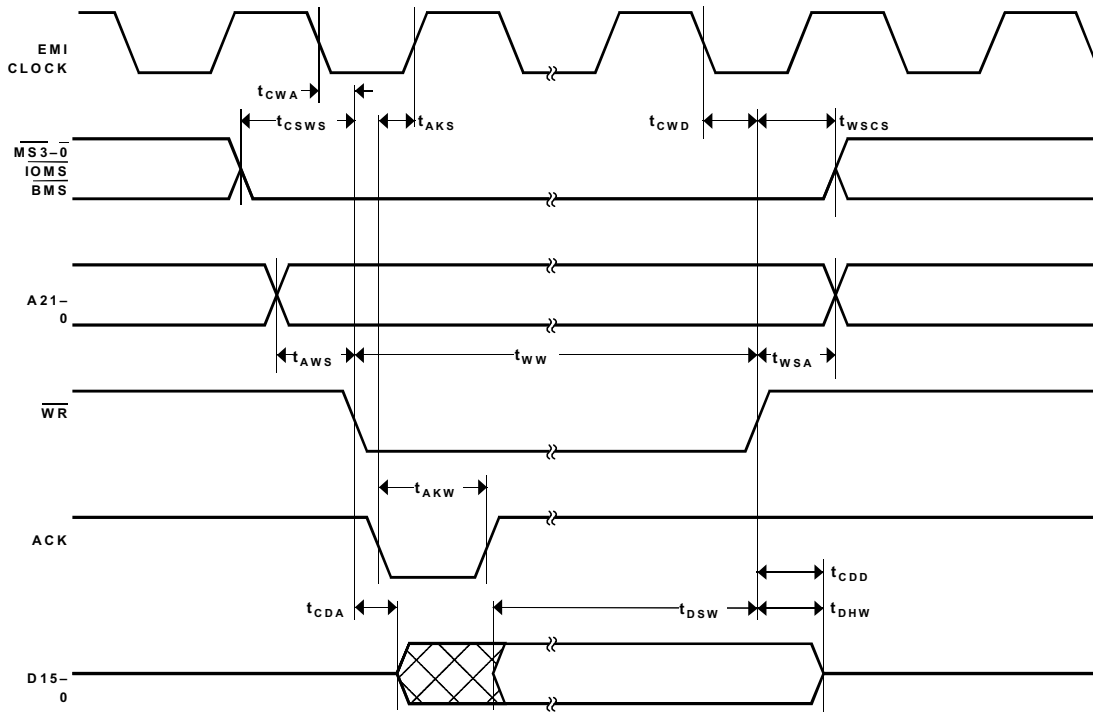 EMI
CLOCK
tCWA
tCSWS
tAKS
tCWD
tWSCS
MS3–0
IOMS
BMS
A21–
0
tAWS
tWW
tWSA
WR
tAKW
ACK
tCDD
tCDA
tDSW
tDHW
D15–
0